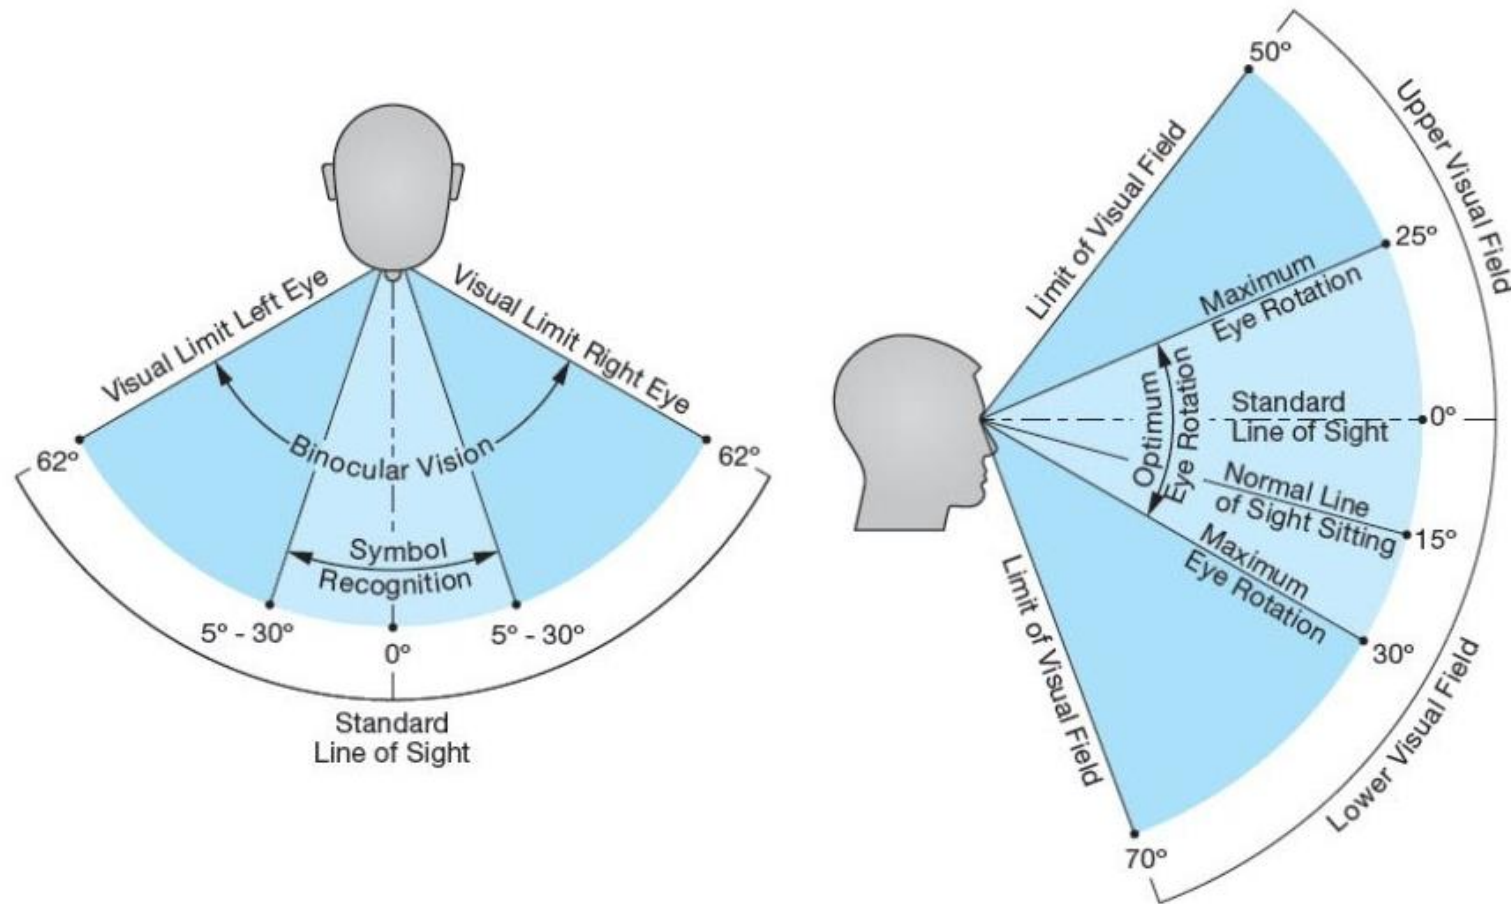 Visual Limit Left Eye
Visual Limit Right Eye
62º
Binocular Vision
62º
Symbol
Recognition
5º - 30º
0º
5º - 30º
Standard
Line of Sight
50º
Upper Visual Field
Limit of Visual Field
25º
Maximum
Eye Rotation
Optimum
Eye Rotation
Standard
Line of Sight
0º
Normal Line
of Sight Sitting
15º
Maximum
Eye Rotation
30º
Limit of Visual Field
Lower Visual Field
70º